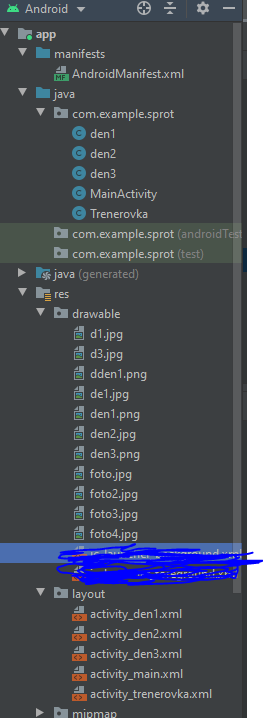 Android
app
manifests
AndroidManifest.xml
java
com.example.sprot
den1
den2
den3
MainActivity
Trenerovka
com.example.sprot (androidTest
com.example.sprot (test)
java (generated)
res
drawable
d1.jpg
d3.jpg
dden1.png
de1.jpg
den1.png
den2.jpg
den3.png
foto.jpg
foto2.jpg
foto3.jpg
foto4.jpg
layout
activity_den1.xml
activity_den2.xml
activity_den3.xml
activity_main.xml
activity_trenerovka.xml
mipmap